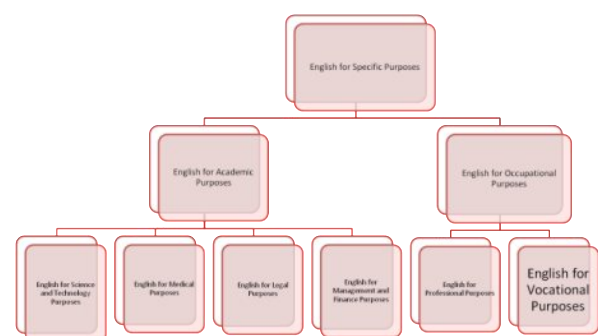 English for Specific Purposes
English for Academic
Purposes
English for Occupational
Purposes
English for Science
and Technology
Purposes
English for Medical
Purposes
English for Legal
Purposes
English for
Management and
Finance Purposes
English for
Professional Purposes
English for
Vocational
Purposes